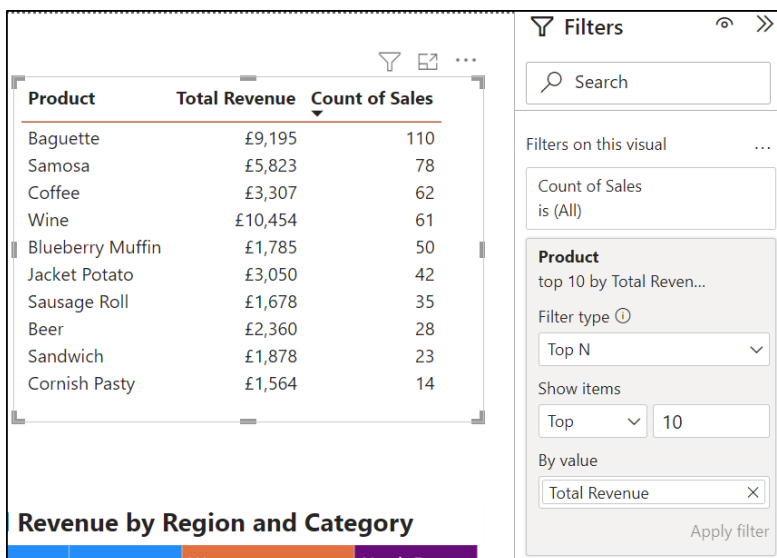 Product Total Revenue Count of Sales
Baguette £9,195 110
Samosa £5,823 78
Coffee £3,307 62
Wine £10,454 61
Blueberry Muffin £1,785 50
Jacket Potato £3,050 42
Sausage Roll £1,678 35
Beer £2,360 28
Sandwich £1,878 23
Cornish Pasty £1,564 14
Revenue by Region and Category
Filters
Search
Filters on this visual
Count of Sales
is (All)
Product
top 10 by Total Reven...
Filter type
Top N
Show items
Top 10
By value
Total Revenue
Apply filter